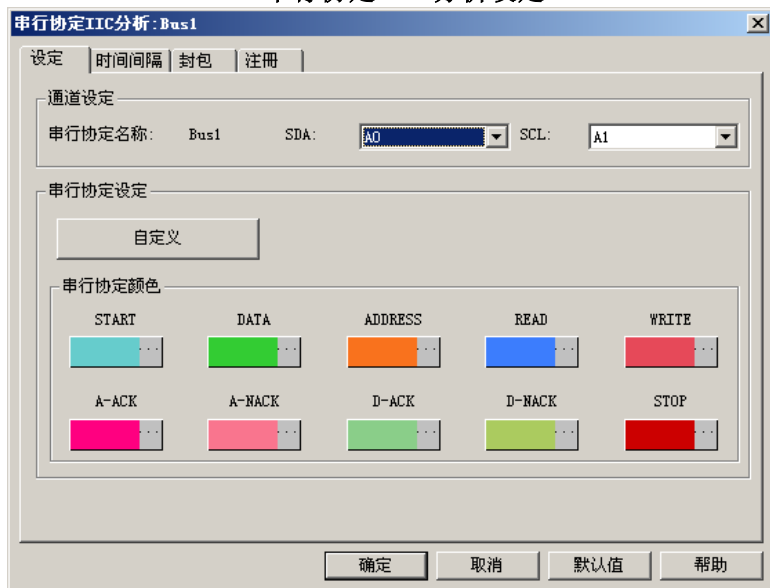 串行协定IIC分析:Bus1
设定 时间间隔 封包 注冊
通道设定
串行协定名称: Bus1 SDA: A0 SCL: A1
串行协定设定
自定义
串行协定颜色
START DATA ADDRESS READ WRITE
... ... ... ... ...
A-ACK A-NACK D-ACK D-NACK STOP
... ... ... ... ...
确定 取消 默认值 帮助